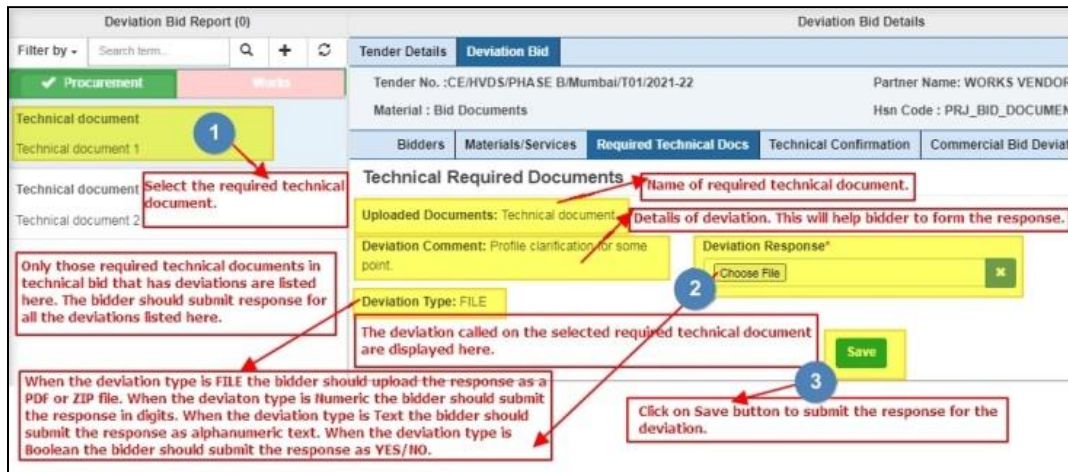 Deviation Bid Report (0)
Filter by
Search term...
Procurement
Works
Technical document
Technical document 1
1
Technical document
Technical document 2
Select the required technical
document.
Only those required technical documents in
technical bid that has deviations are listed
here. The bidder should submit response for
all the deviations listed here.
Deviation Bid Details
Tender Details
Deviation Bid
Tender No. :CE/HVDS/PHASE B/Mumbai/T01/2021-22
Partner Name: WORKS VENDOR
Material : Bid Documents
Hsn Code : PRJ_BID_DOCUMEN
Bidders
Materials/Services
Required Technical Docs
Technical Confirmation
Commercial Bid Deviat
Technical Required Documents
Name of required technical document.
Uploaded Documents: Technical document
Details of deviation. This will help bidder to form the response.
Deviation Comment: Profile clarification for some
point.
Deviation Response*
Choose File
2
Deviation Type: FILE
The deviation called on the selected required technical document
are displayed here.
Save
3
When the deviation type is FILE the bidder should upload the response as a
PDF or ZIP file. When the deviaton type is Numeric the bidder should submit
the response in digits. When the deviation type is Text the bidder should
submit the response as alphanumeric text. When the deviation type is
Boolean the bidder should submit the response as YES/NO.
Click on Save button to submit the response for the
deviation.